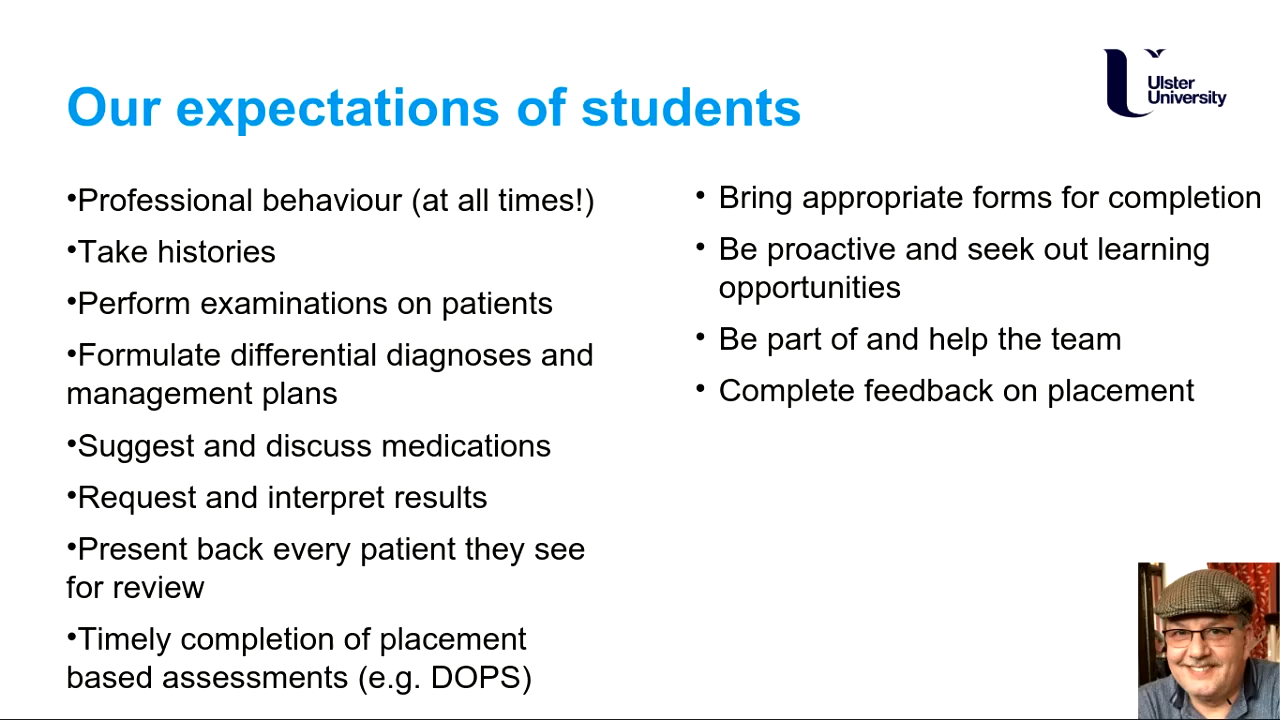 Ulster
University
Our expectations of students
•Professional behaviour (at all times!)
•Take histories
•Perform examinations on patients
•Formulate differential diagnoses and
management plans
•Suggest and discuss medications
•Request and interpret results
•Present back every patient they see
for review
•Timely completion of placement
based assessments (e.g. DOPS)
• Bring appropriate forms for completion
• Be proactive and seek out learning
opportunities
• Be part of and help the team
• Complete feedback on placement